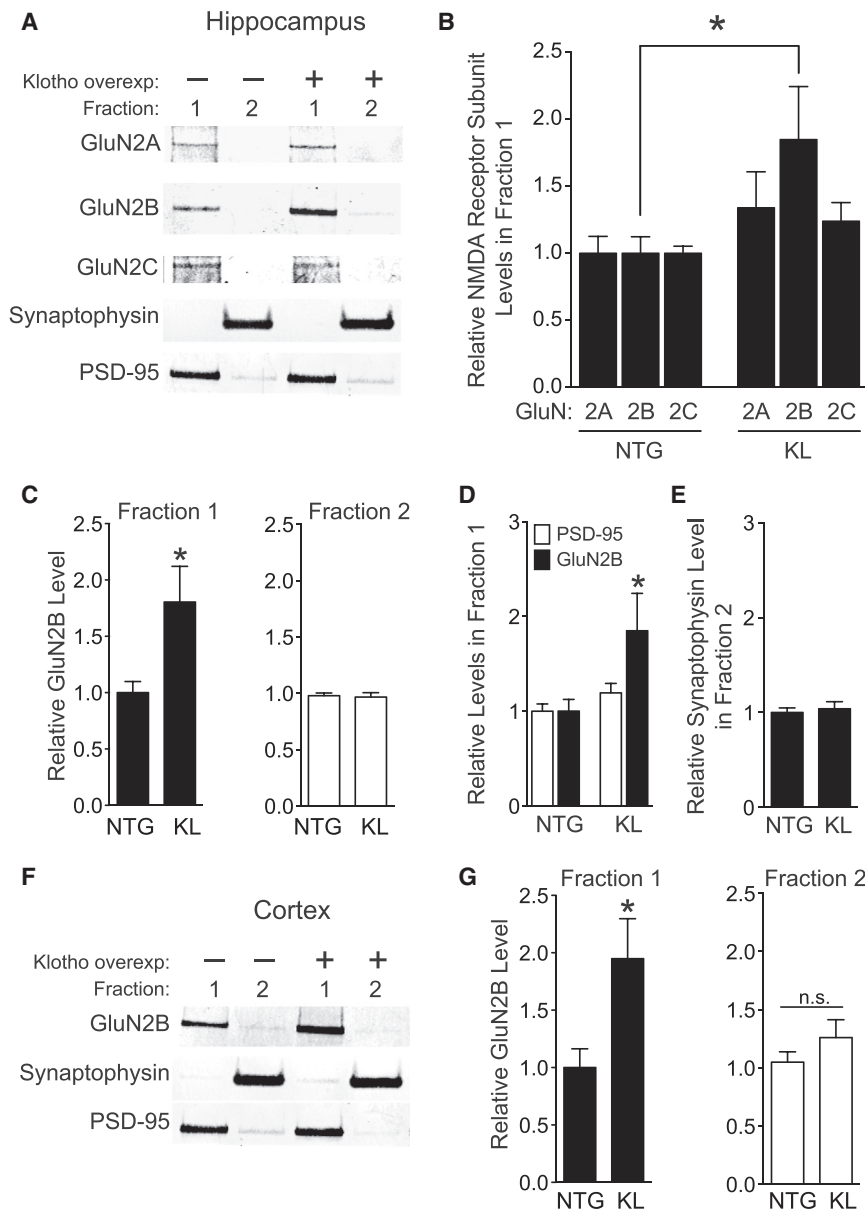 A
Hippocampus
Klotho overexp: — — + +
Fraction: 1 2 1 2
GluN2A
GluN2B
GluN2C
Synaptophysin
PSD-95
B
*
Relative NMDA Receptor Subunit
Levels in Fraction 1
2.5
2.0
1.5
1.0
0.5
0.0
GluN: 2A 2B 2C 2A 2B 2C
NTG KL
C
Fraction 1
Relative GluN2B Level
2.5
2.0
1.5
1.0
0.5
0.0
*
NTG KL
Fraction 2
2.5
2.0
1.5
1.0
0.5
0.0
NTG KL
D
Relative Levels in Fraction 1
3
2
1
0
PSD-95
GluN2B
*
NTG KL
E
Relative Synaptophysin Level
in Fraction 2
3
2
1
0
NTG KL
F
Cortex
Klotho overexp: — — + +
Fraction: 1 2 1 2
GluN2B
Synaptophysin
PSD-95
G
Fraction 1
Relative GluN2B Level
2.5
2.0
1.5
1.0
0.5
0.0
*
NTG KL
Fraction 2
2.5
2.0
1.5
1.0
0.5
0.0
n.s.
NTG KL